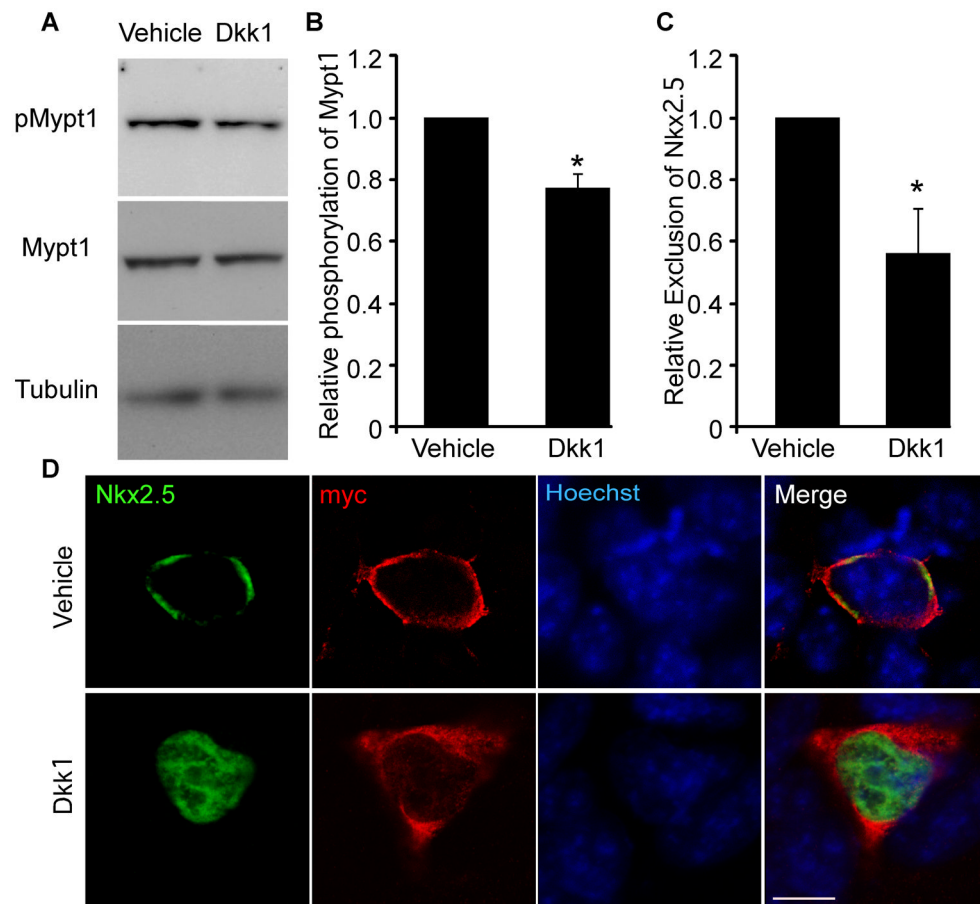 A
Vehicle Dkk1
pMypt1
Mypt1
Tubulin
B
Relative phosphorylation of Mypt1
1.2
1.0
0.8
0.6
0.4
0.2
0
*
Vehicle Dkk1
C
Relative Exclusion of Nkx2.5
1.2
1.0
0.8
0.6
0.4
0.2
0
*
Vehicle Dkk1
D
Nkx2.5 myc Hoechst Merge
Vehicle
Dkk1